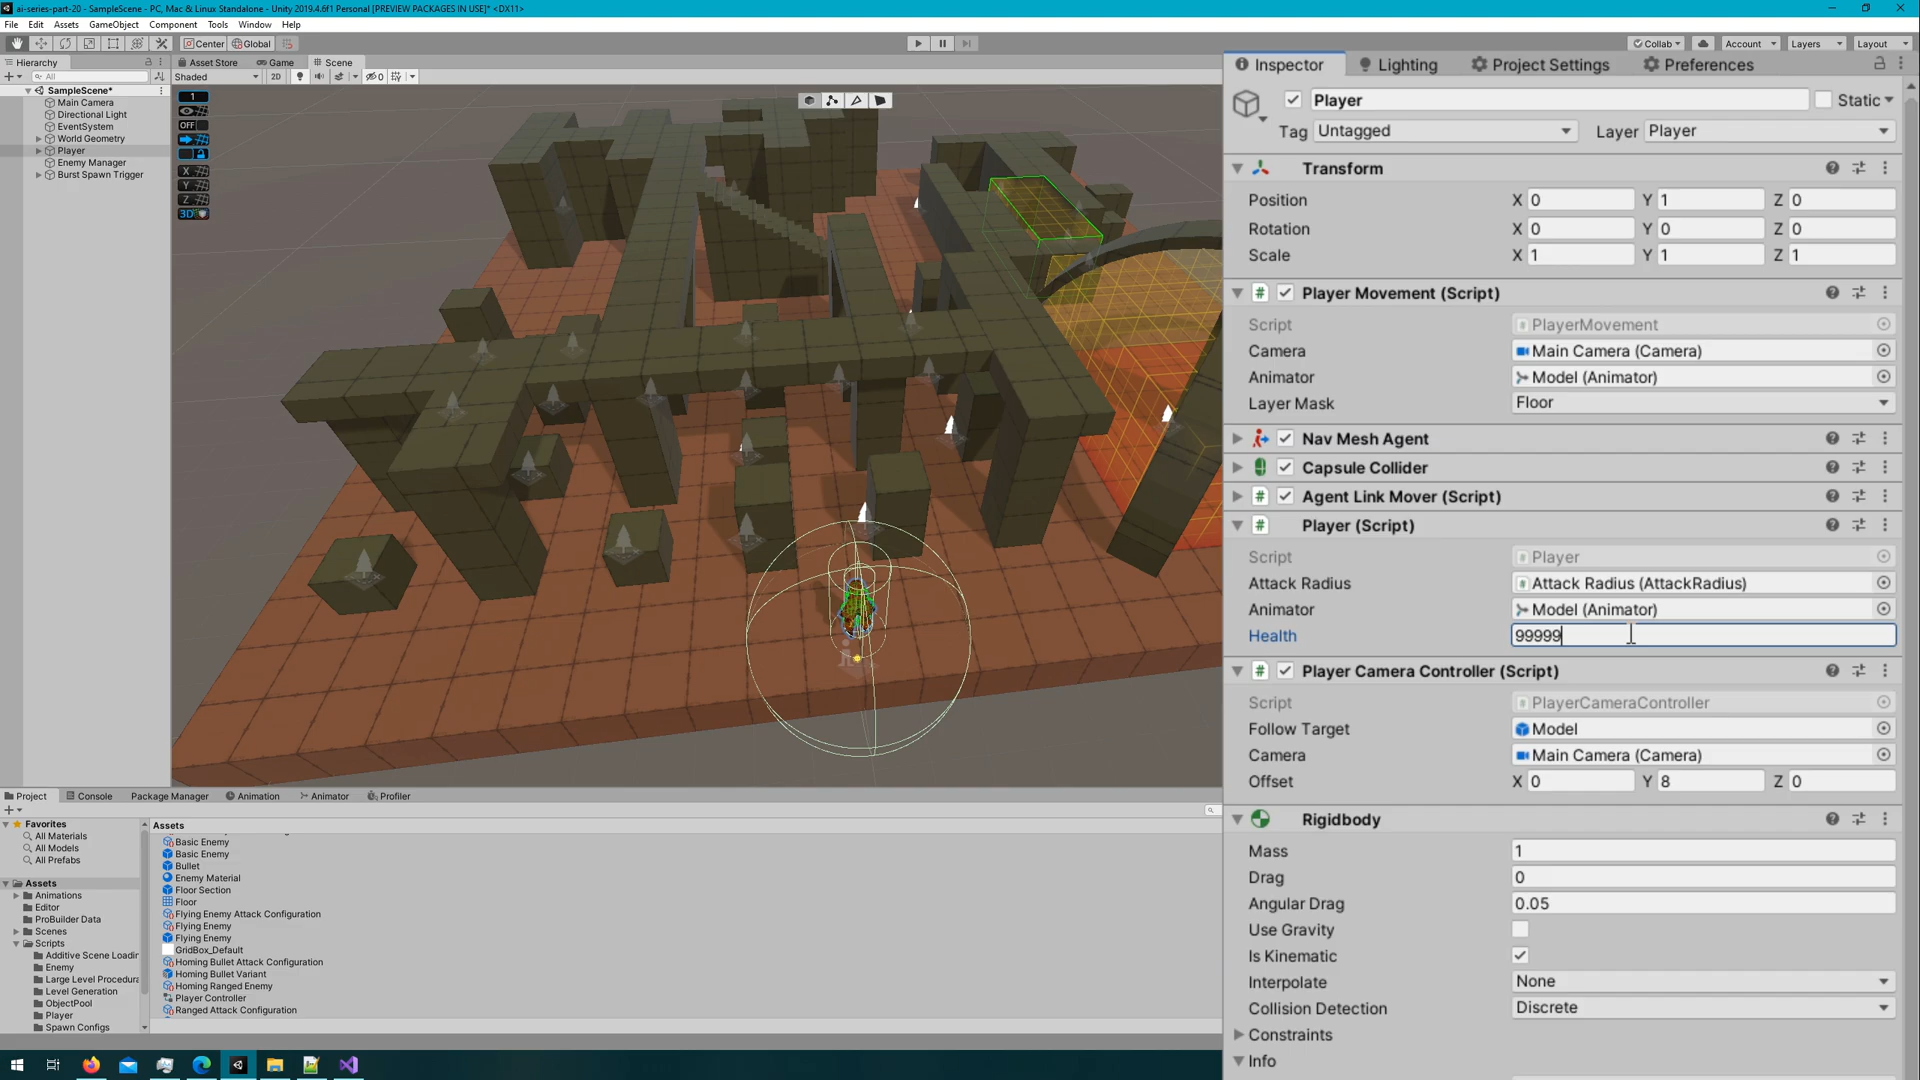 ai-series-part-20 - SampleScene - PC, Mac & Linux Standalone - Unity 2019.4.6f1 Personal [PREVIEW PACKAGES IN USE]* <DX11>
File Edit Assets GameObject Component Tools Window Help
Center Global Collab Account Layers Layout
Hierarchy
All
SampleScene*
Main Camera
Directional Light
EventSystem
World Geometry
Player
Enemy Manager
Burst Spawn Trigger
Asset Store Game Scene
Shaded 2D 0
1
OFF
X
Y
Z
3D
Inspector Lighting Project Settings Preferences
Player Static
Tag Untagged Layer Player
Transform
Position X 0 Y 1 Z 0
Rotation X 0 Y 0 Z 0
Scale X 1 Y 1 Z 1
Player Movement (Script)
Script PlayerMovement
Camera Main Camera (Camera)
Animator Model (Animator)
Layer Mask Floor
Nav Mesh Agent
Capsule Collider
Agent Link Mover (Script)
Player (Script)
Script Player
Attack Radius Attack Radius (AttackRadius)
Animator Model (Animator)
Health 99999
Player Camera Controller (Script)
Script PlayerCameraController
Follow Target Model
Camera Main Camera (Camera)
Offset X 0 Y 8 Z 0
Rigidbody
Mass 1
Drag 0
Angular Drag 0.05
Use Gravity
Is Kinematic
Interpolate None
Collision Detection Discrete
Constraints
Info
Project Console Package Manager Animation Animator Profiler
Favorites
All Materials
All Models
All Prefabs
Assets
Animations
Editor
ProBuilder Data
Scenes
Scripts
Additive Scene Loadin
Enemy
Large Level Procedura
Level Generation
ObjectPool
Player
Spawn Configs
Assets
Basic Enemy
Basic Enemy
Bullet
Enemy Material
Floor Section
Floor
Flying Enemy Attack Configuration
Flying Enemy
Flying Enemy
GridBox_Default
Homing Bullet Attack Configuration
Homing Bullet Variant
Homing Ranged Enemy
Player Controller
Ranged Attack Configuration